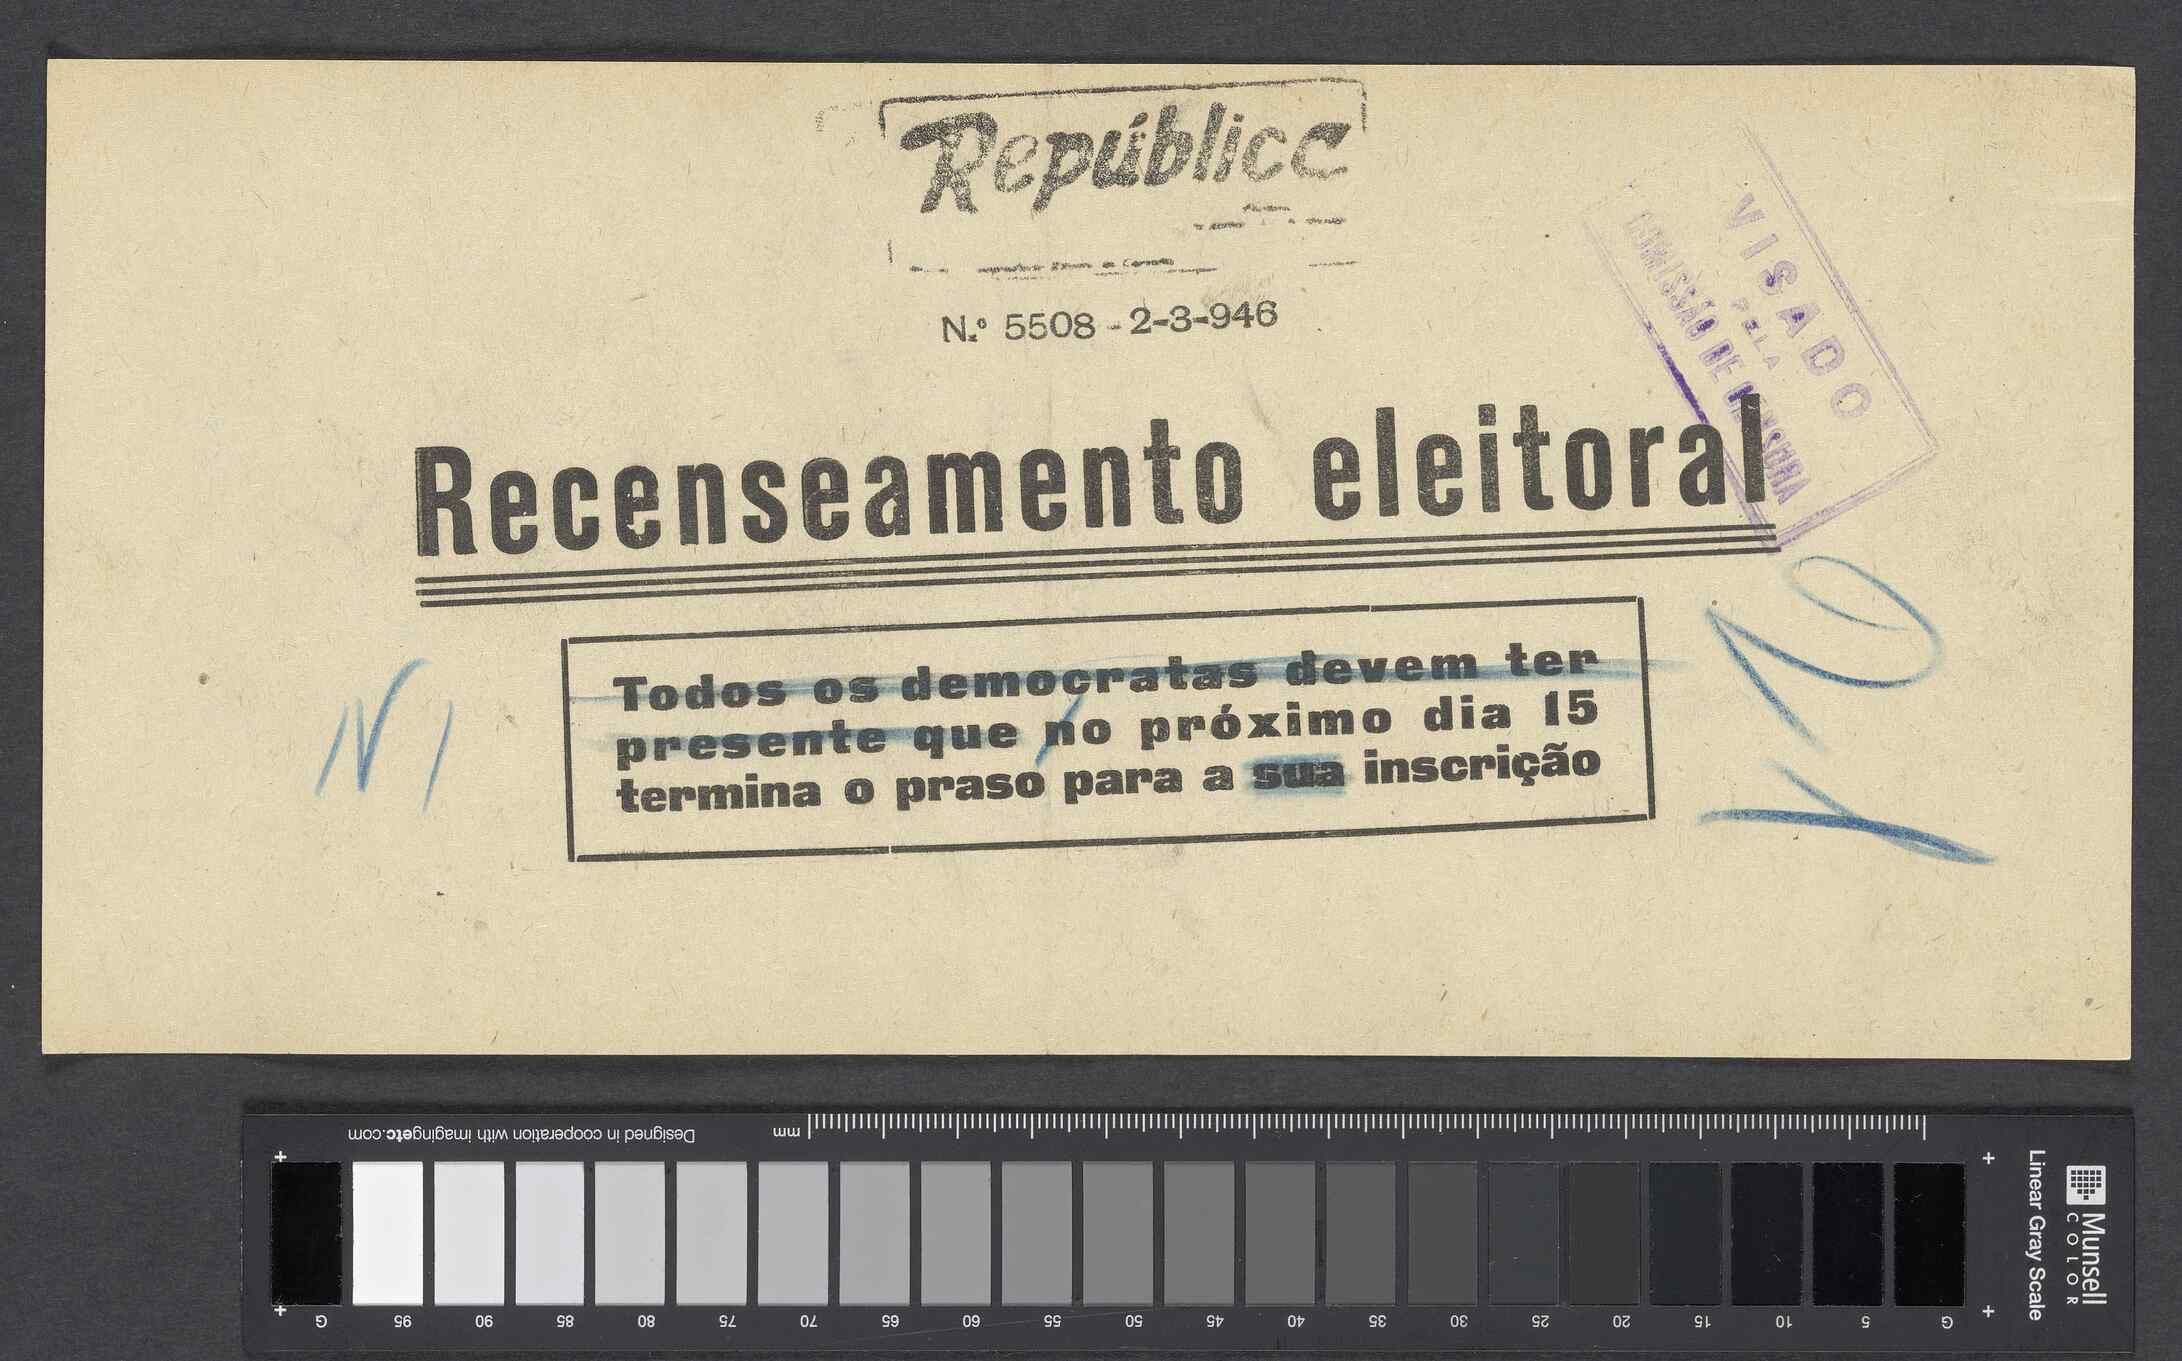 República
N.º 5508 - 2-3-946
VISADO
PELA
COMISSÃO DE CENSURA
Recenseamento eleitoral
Todos os democratas devem ter
presente que no próximo dia 15
termina o praso para a sua inscrição
Designed in cooperation with imagingetc.com
mm
G 95 90 85 80 75 70 65 60 55 50 45 40 35 30 25 20 15 10 5 G
Linear Gray Scale
Munsell
COLOR